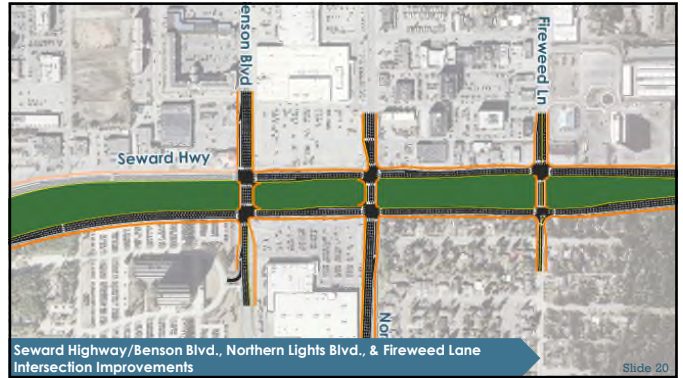 enson Blvd
Fireweed Ln
Seward Hwy
Nor
Seward Highway/Benson Blvd., Northern Lights Blvd., & Fireweed Lane
Intersection Improvements
Slide 20